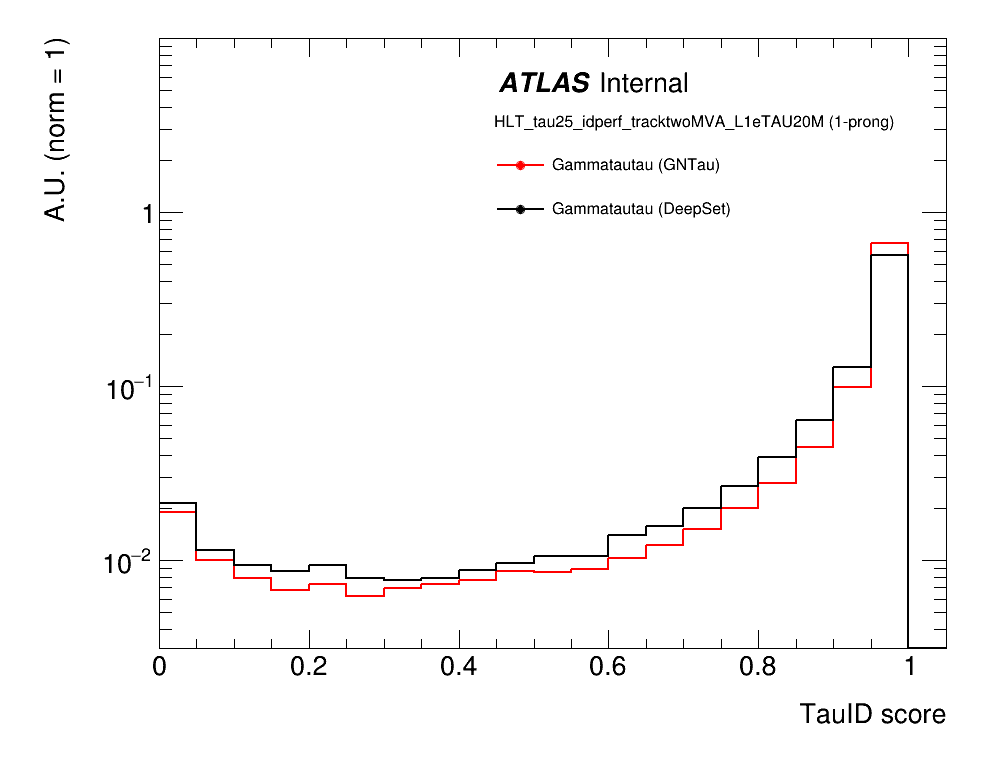 A.U. (norm = 1)
ATLAS Internal
HLT_tau25_idperf_tracktwoMVA_L1eTAU20M (1-prong)
Gammatautau (GNTau)
Gammatautau (DeepSet)
1
10⁻¹
10⁻²
0 0.2 0.4 0.6 0.8 1
TauID score